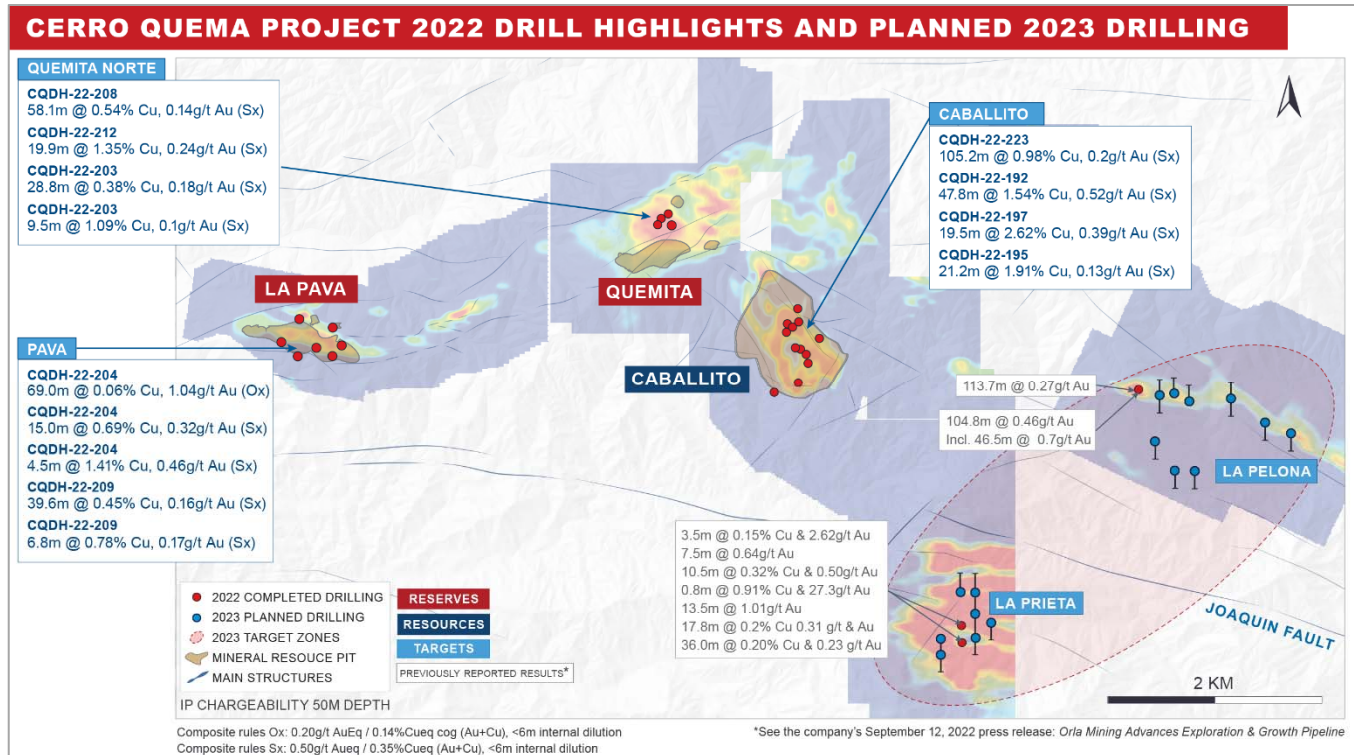 CERRO QUEMA PROJECT 2022 DRILL HIGHLIGHTS AND PLANNED 2023 DRILLING
QUEMITA NORTE
CQDH-22-208
58.1m @ 0.54% Cu, 0.14g/t Au (Sx)
CQDH-22-212
19.9m @ 1.35% Cu, 0.24g/t Au (Sx)
CQDH-22-203
28.8m @ 0.38% Cu, 0.18g/t Au (Sx)
CQDH-22-203
9.5m @ 1.09% Cu, 0.1g/t Au (Sx)
CABALLITO
CQDH-22-223
105.2m @ 0.98% Cu, 0.2g/t Au (Sx)
CQDH-22-192
47.8m @ 1.54% Cu, 0.52g/t Au (Sx)
CQDH-22-197
19.5m @ 2.62% Cu, 0.39g/t Au (Sx)
CQDH-22-195
21.2m @ 1.91% Cu, 0.13g/t Au (Sx)
LA PAVA
QUEMITA
CABALLITO
PAVA
CQDH-22-204
69.0m @ 0.06% Cu, 1.04g/t Au (Ox)
CQDH-22-204
15.0m @ 0.69% Cu, 0.32g/t Au (Sx)
CQDH-22-204
4.5m @ 1.41% Cu, 0.46g/t Au (Sx)
CQDH-22-209
39.6m @ 0.45% Cu, 0.16g/t Au (Sx)
CQDH-22-209
6.8m @ 0.78% Cu, 0.17g/t Au (Sx)
113.7m @ 0.27g/t Au
104.8m @ 0.46g/t Au
Incl. 46.5m @ 0.7g/t Au
LA PELONA
3.5m @ 0.15% Cu & 2.62g/t Au
7.5m @ 0.64g/t Au
10.5m @ 0.32% Cu & 0.50g/t Au
0.8m @ 0.91% Cu & 27.3g/t Au
13.5m @ 1.01g/t Au
17.8m @ 0.2% Cu 0.31 g/t & Au
36.0m @ 0.20% Cu & 0.23 g/t Au
LA PRIETA
JOAQUIN FAULT
2 KM
2022 COMPLETED DRILLING
2023 PLANNED DRILLING
2023 TARGET ZONES
MINERAL RESOUCE PIT
MAIN STRUCTURES
IP CHARGEABILITY 50M DEPTH
RESERVES
RESOURCES
TARGETS
PREVIOUSLY REPORTED RESULTS*
Composite rules Ox: 0.20g/t AuEq / 0.14%Cueq cog (Au+Cu), <6m internal dilution
Composite rules Sx: 0.50g/t Aueq / 0.35%Cueq (Au+Cu), <6m internal dilution
*See the company's September 12, 2022 press release: Orla Mining Advances Exploration & Growth Pipeline